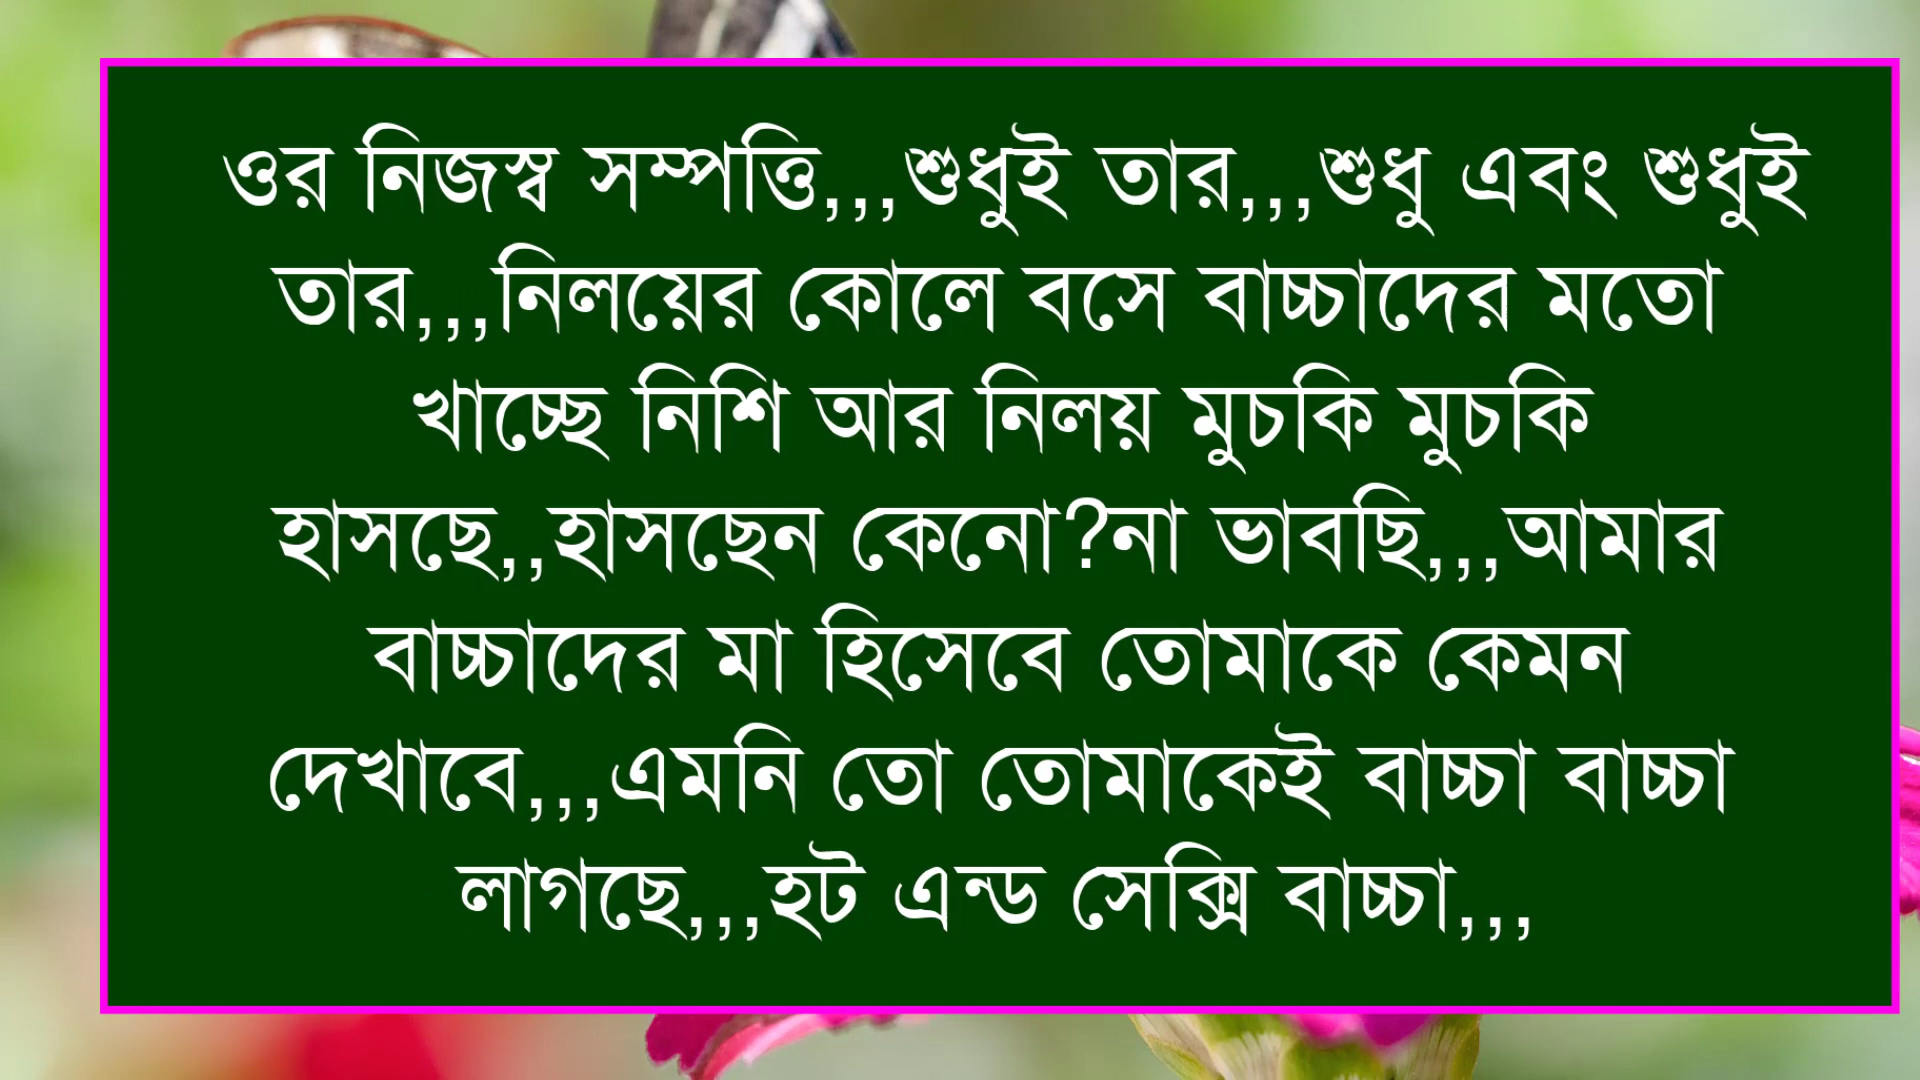 ওর নিজস্ব সম্পত্তি,,,শুধুই তার,,,শুধু এবং শুধুই
তার,,,নিলয়ের কোলে বসে বাচ্চাদের মতো
খাচ্ছে নিশি আর নিলয় মুচকি মুচকি
হাসছে,,হাসছেন কেনো?না ভাবছি,,,আমার
বাচ্চাদের মা হিসেবে তোমাকে কেমন
দেখাবে,,,এমনি তো তোমাকেই বাচ্চা বাচ্চা
লাগছে,,,হট এন্ড সেক্সি বাচ্চা,,,